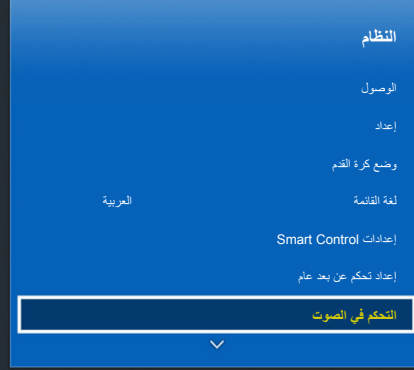 النظام
الوصول
إعداد
وضع كرة القدم
لغة القائمة العربية
إعدادات Smart Control
إعداد تحكم عن بعد عام
التحكم في الصوت